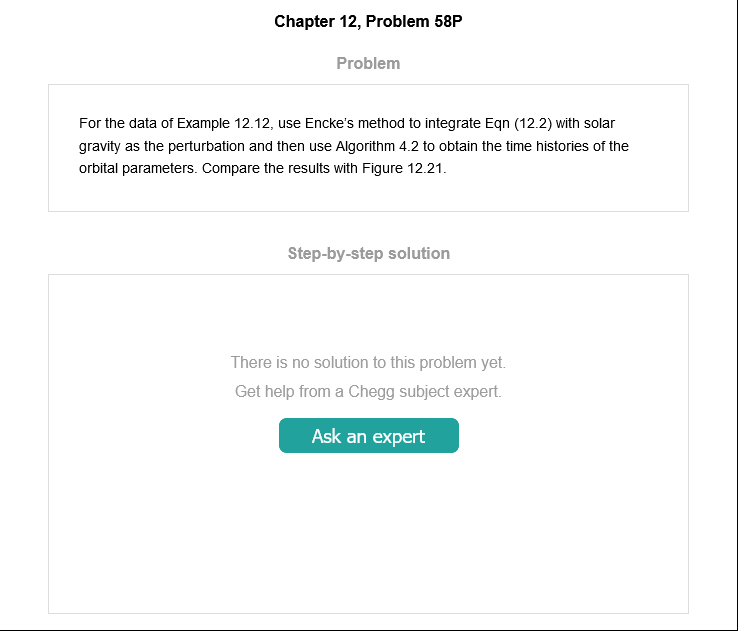 Chapter 12, Problem 58P
Problem
For the data of Example 12.12, use Encke's method to integrate Eqn (12.2) with solar
gravity as the perturbation and then use Algorithm 4.2 to obtain the time histories of the
orbital parameters. Compare the results with Figure 12.21.
Step-by-step solution
There is no solution to this problem yet.
Get help from a Chegg subject expert.
Ask an expert